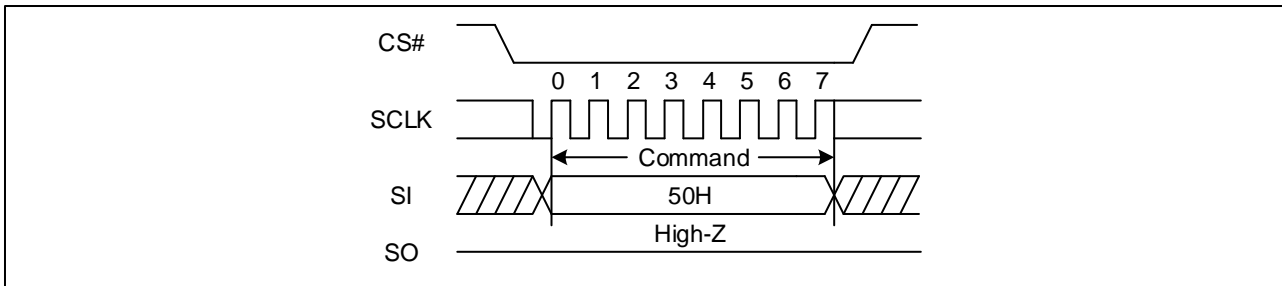 CS#
0 1 2 3 4 5 6 7
SCLK
Command
SI
50H
High-Z
SO